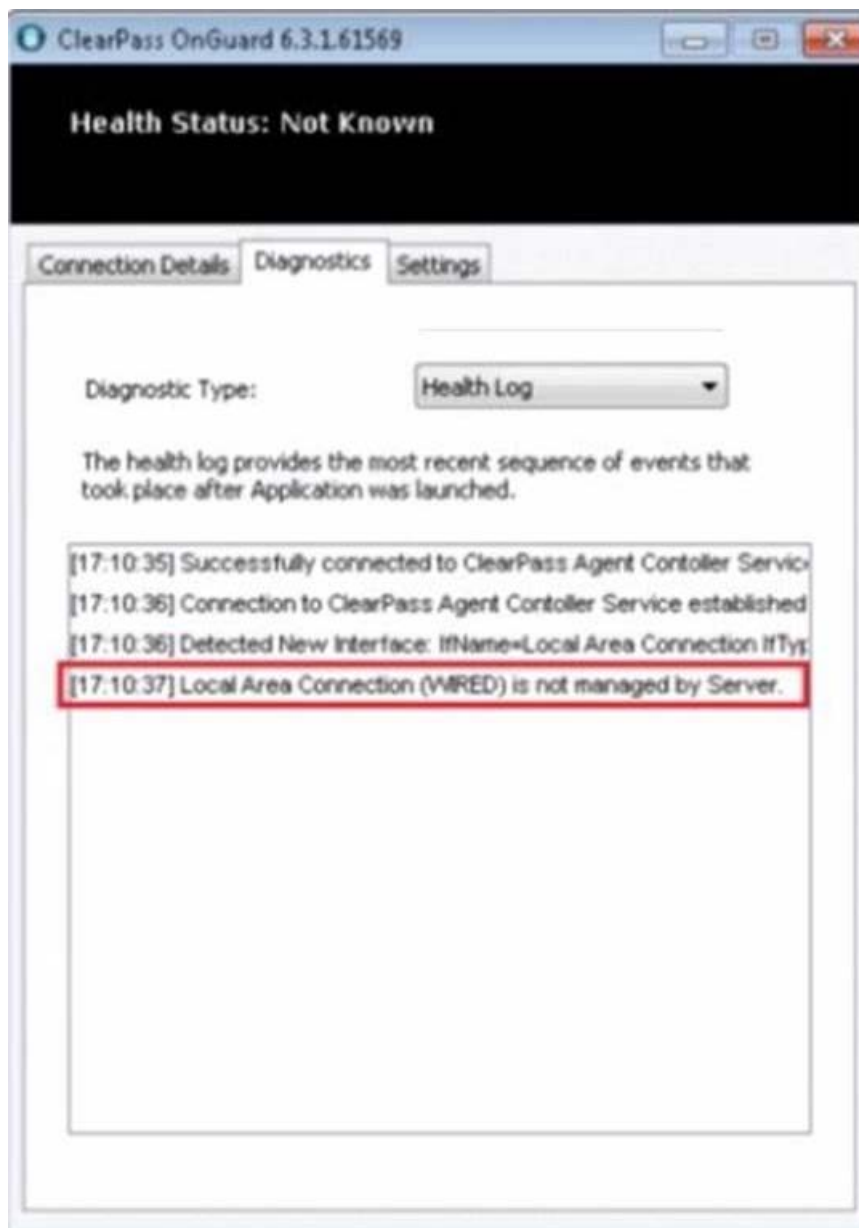 ClearPass OnGuard 6.3.1.61569
Health Status: Not Known
Connection Details Diagnostics Settings
Diagnostic Type: Health Log
The health log provides the most recent sequence of events that
took place after Application was launched.
[17:10:35] Successfully connected to ClearPass Agent Contoller Servic
[17:10:36] Connection to ClearPass Agent Contoller Service established
[17:10:36] Detected New Interface: IfName=Local Area Connection IfTyp
[17:10:37] Local Area Connection (WIRED) is not managed by Server.